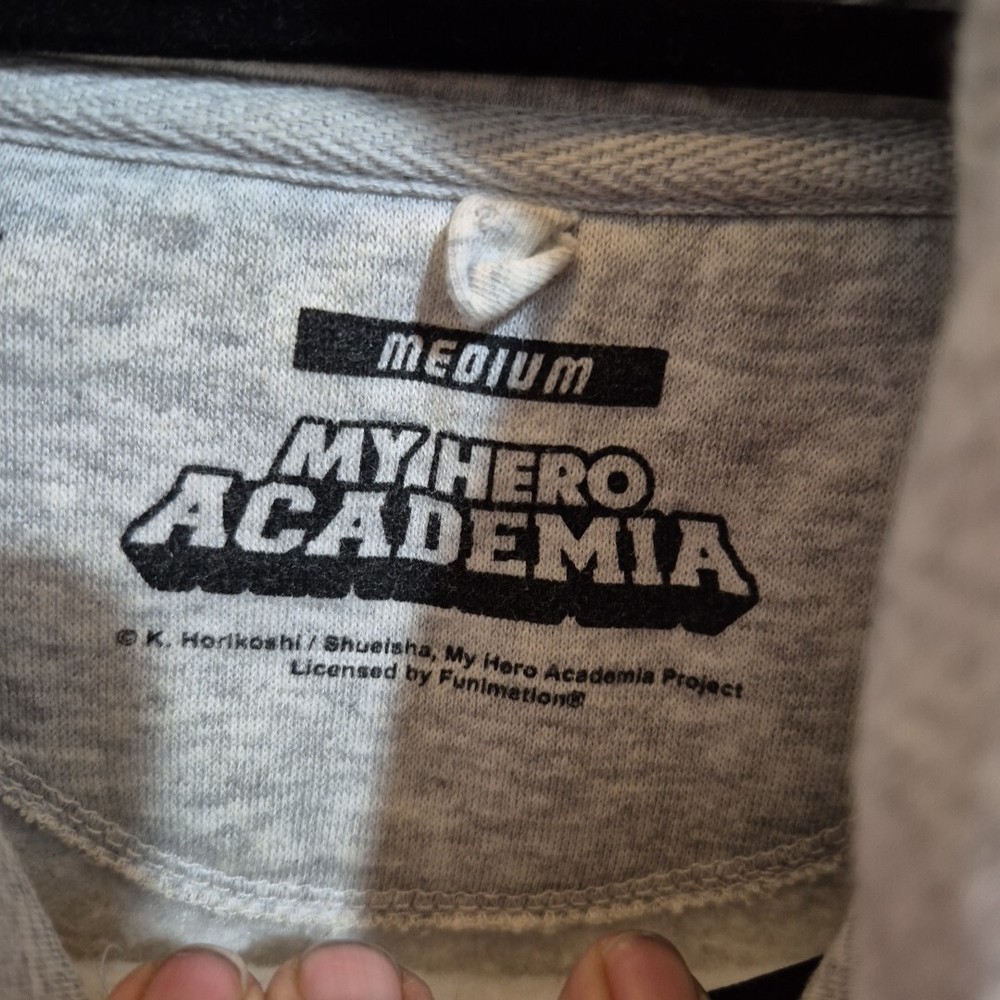 MEDIUM
MY HERO
ACADEMIA
© K. Horikoshi / Shueisha, My Hero Academia Project
Licensed by Funimation®